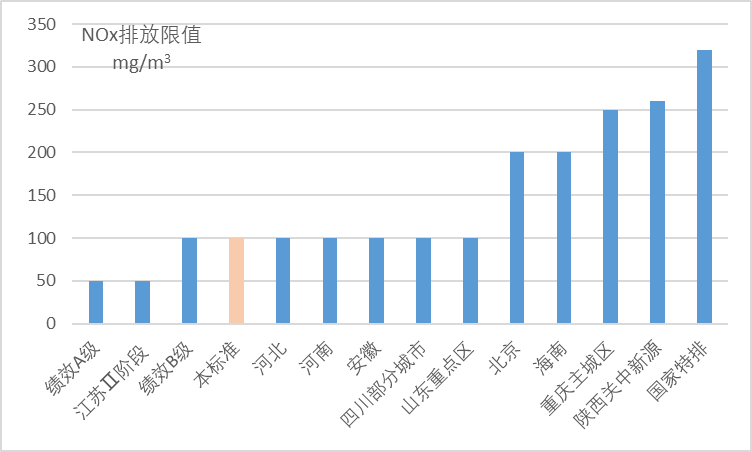 NOx排放限值
mg/m³
350
300
250
200
150
100
50
0
绩效A级
江苏Ⅱ阶段
绩效B级
本标准
河北
河南
安徽
四川部分城市
山东重点区
北京
海南
重庆主城区
陕西关中新源
国家特排